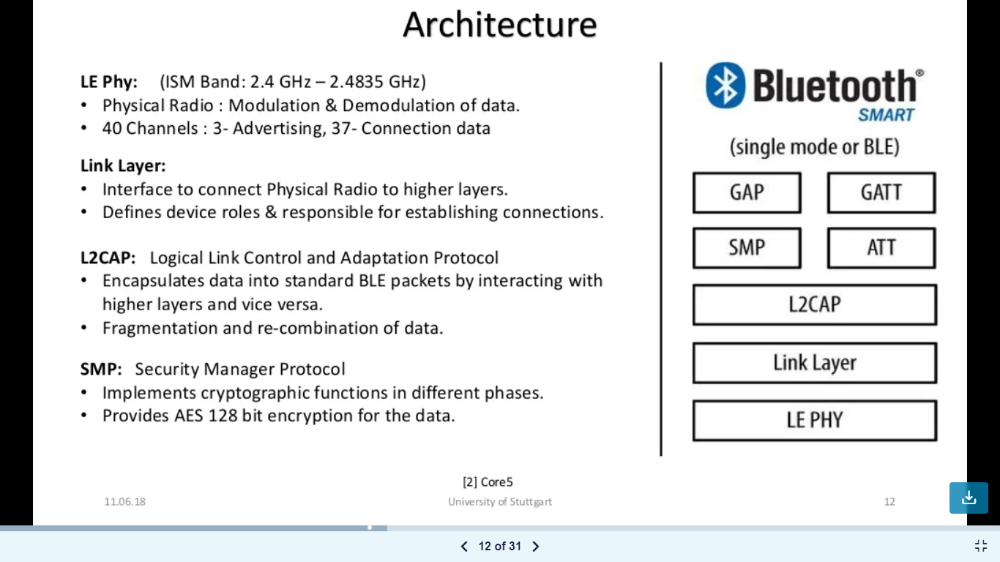 Architecture
LE Phy: (ISM Band: 2.4 GHz – 2.4835 GHz)
• Physical Radio : Modulation & Demodulation of data.
• 40 Channels : 3- Advertising, 37- Connection data
Link Layer:
• Interface to connect Physical Radio to higher layers.
• Defines device roles & responsible for establishing connections.
L2CAP: Logical Link Control and Adaptation Protocol
• Encapsulates data into standard BLE packets by interacting with
higher layers and vice versa.
• Fragmentation and re-combination of data.
SMP: Security Manager Protocol
• Implements cryptographic functions in different phases.
• Provides AES 128 bit encryption for the data.
Bluetooth®
SMART
(single mode or BLE)
GAP GATT
SMP ATT
L2CAP
Link Layer
LE PHY
[2] Core5
11.06.18 University of Stuttgart 12
12 of 31